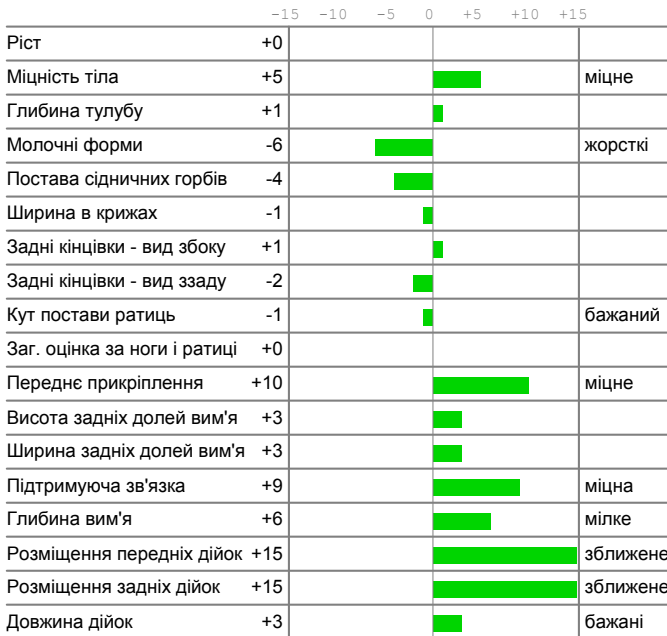 -15 -10 -5 0 +5 +10 +15
Ріст +0
Міцність тіла +5 міцне
Глибина тулубу +1
Молочні форми -6 жорсткі
Постава сідничних горбів -4
Ширина в крижах -1
Задні кінцівки - вид збоку +1
Задні кінцівки - вид ззаду -2
Кут постави ратиць -1 бажаний
Заг. оцінка за ноги і ратиці +0
Переднє прикріплення +10 міцне
Висота задніх долей вим'я +3
Ширина задніх долей вим'я +3
Підтримуюча зв'язка +9 міцна
Глибина вим'я +6 мілке
Розміщення передніх дійок +15 зближене
Розміщення задніх дійок +15 зближене
Довжина дійок +3 бажані